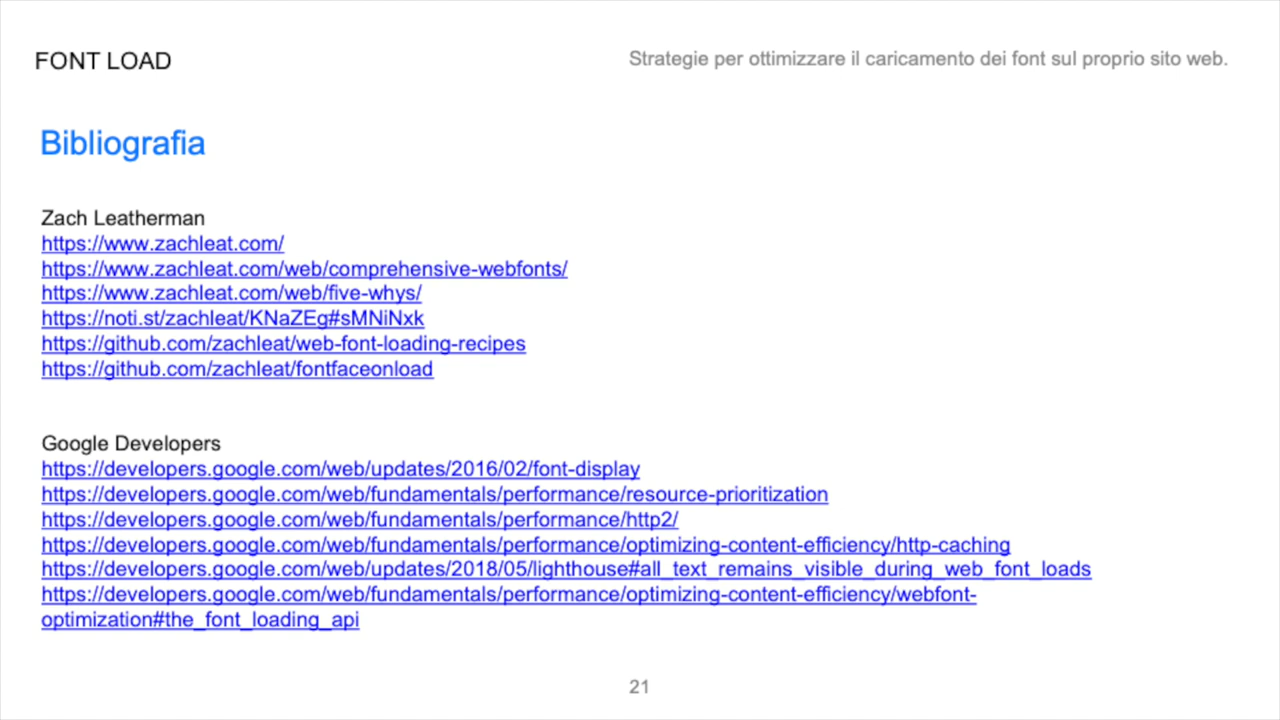 FONT LOAD
Strategie per ottimizzare il caricamento dei font sul proprio sito web.
Bibliografia
Zach Leatherman
https://www.zachleat.com/
https://www.zachleat.com/web/comprehensive-webfonts/
https://www.zachleat.com/web/five-whys/
https://noti.st/zachleat/KNaZEg#sMNiNxk
https://github.com/zachleat/web-font-loading-recipes
https://github.com/zachleat/fontfaceonload
Google Developers
https://developers.google.com/web/updates/2016/02/font-display
https://developers.google.com/web/fundamentals/performance/resource-prioritization
https://developers.google.com/web/fundamentals/performance/http2/
https://developers.google.com/web/fundamentals/performance/optimizing-content-efficiency/http-caching
https://developers.google.com/web/updates/2018/05/lighthouse#all_text_remains_visible_during_web_font_loads
https://developers.google.com/web/fundamentals/performance/optimizing-content-efficiency/webfont-
optimization#the_font_loading_api
21